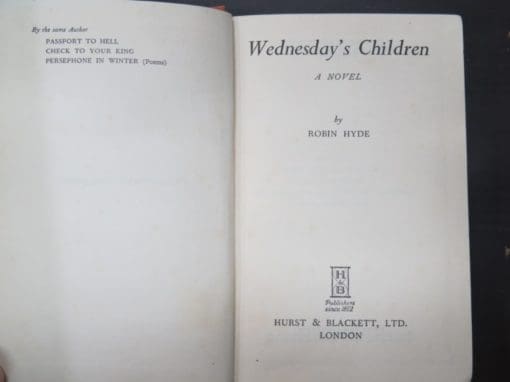 By the same Author
PASSPORT TO HELL
CHECK TO YOUR KING
PERSEPHONE IN WINTER (Poems)
Wednesday's Children
A NOVEL
by
ROBIN HYDE
H
&
B
Publishers
since 1812
HURST & BLACKETT, LTD.
LONDON